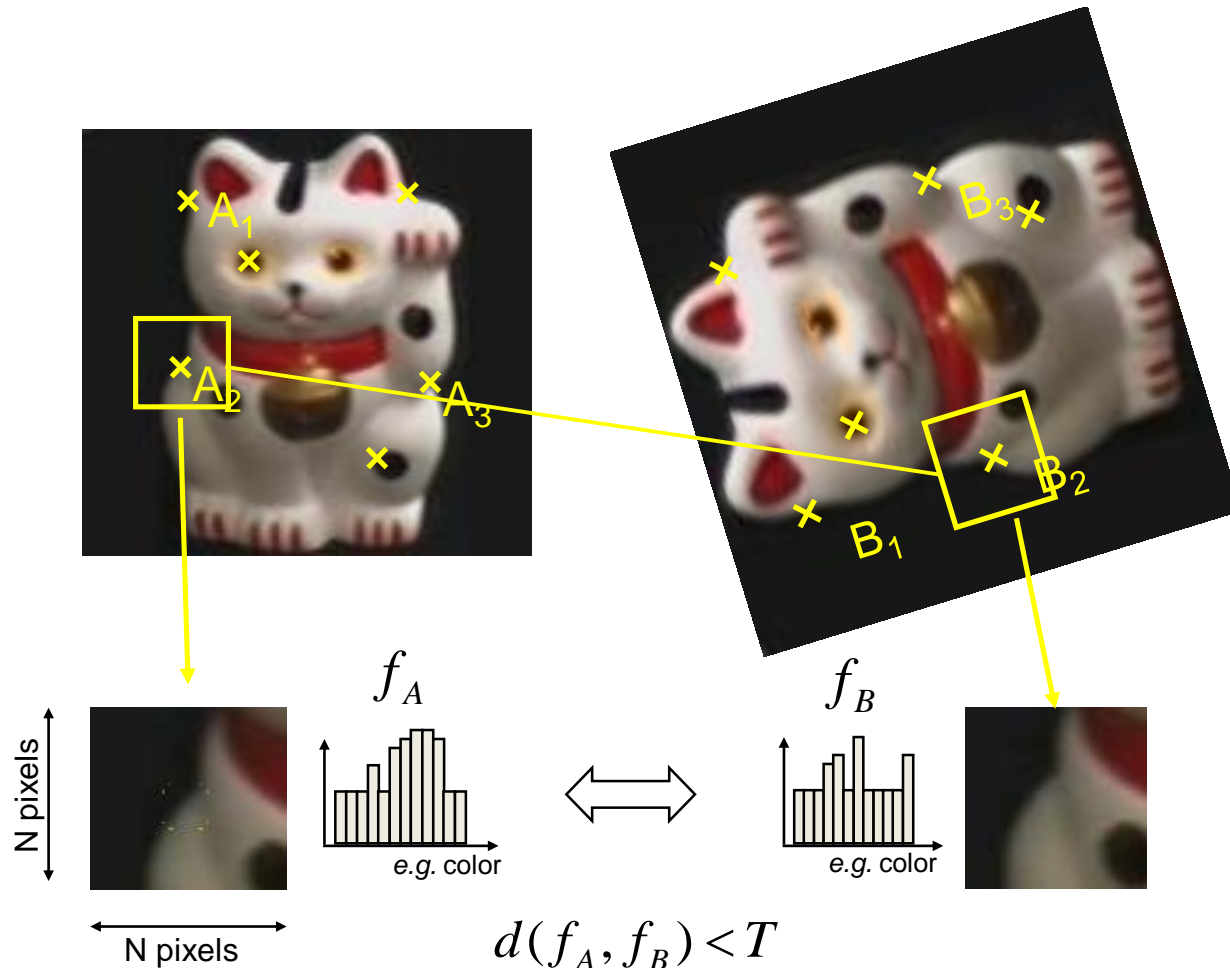 A1
A2
A3
B3
B2
B1
fA
fB
N pixels
e.g. color
e.g. color
N pixels
d(fA, fB) < T